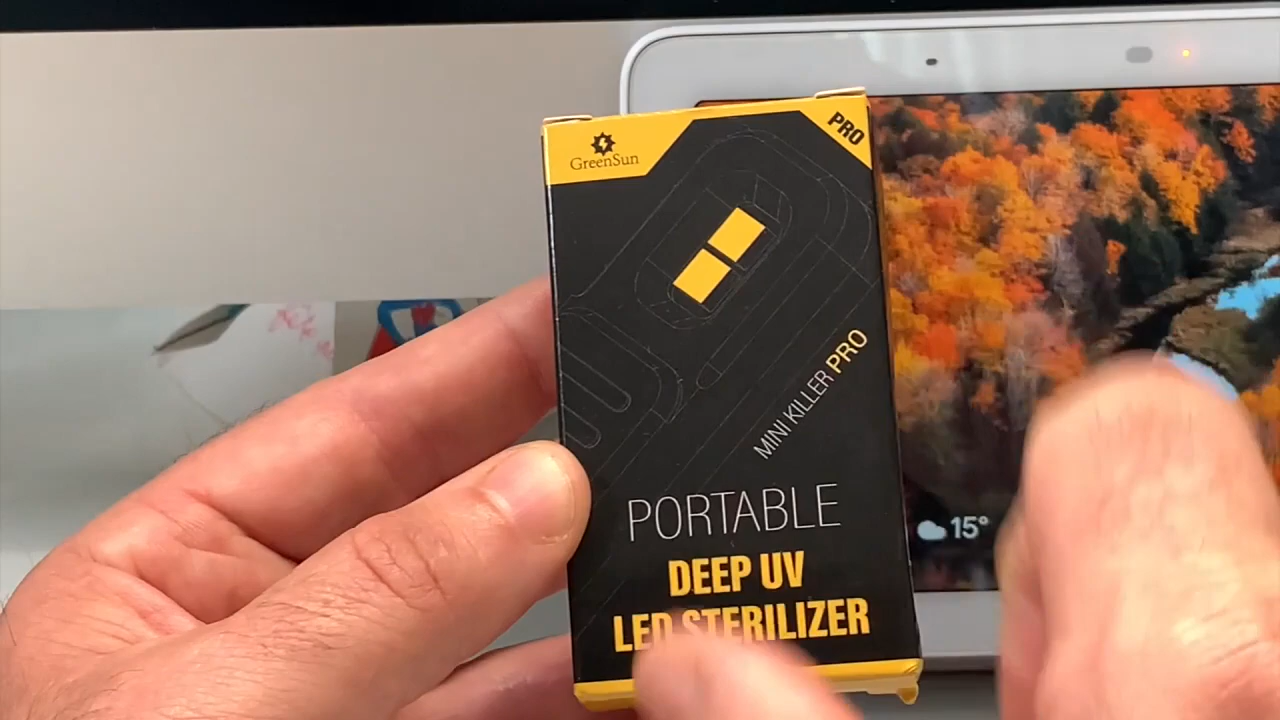 GreenSun
PRO
MINI KILLER PRO
PORTABLE
DEEP UV
LED STERILIZER
15°